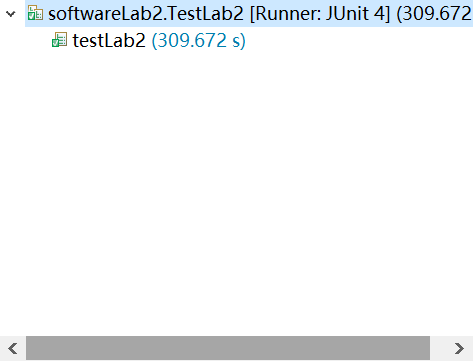 softwareLab2.TestLab2 [Runner: JUnit 4] (309.672
testLab2 (309.672 s)